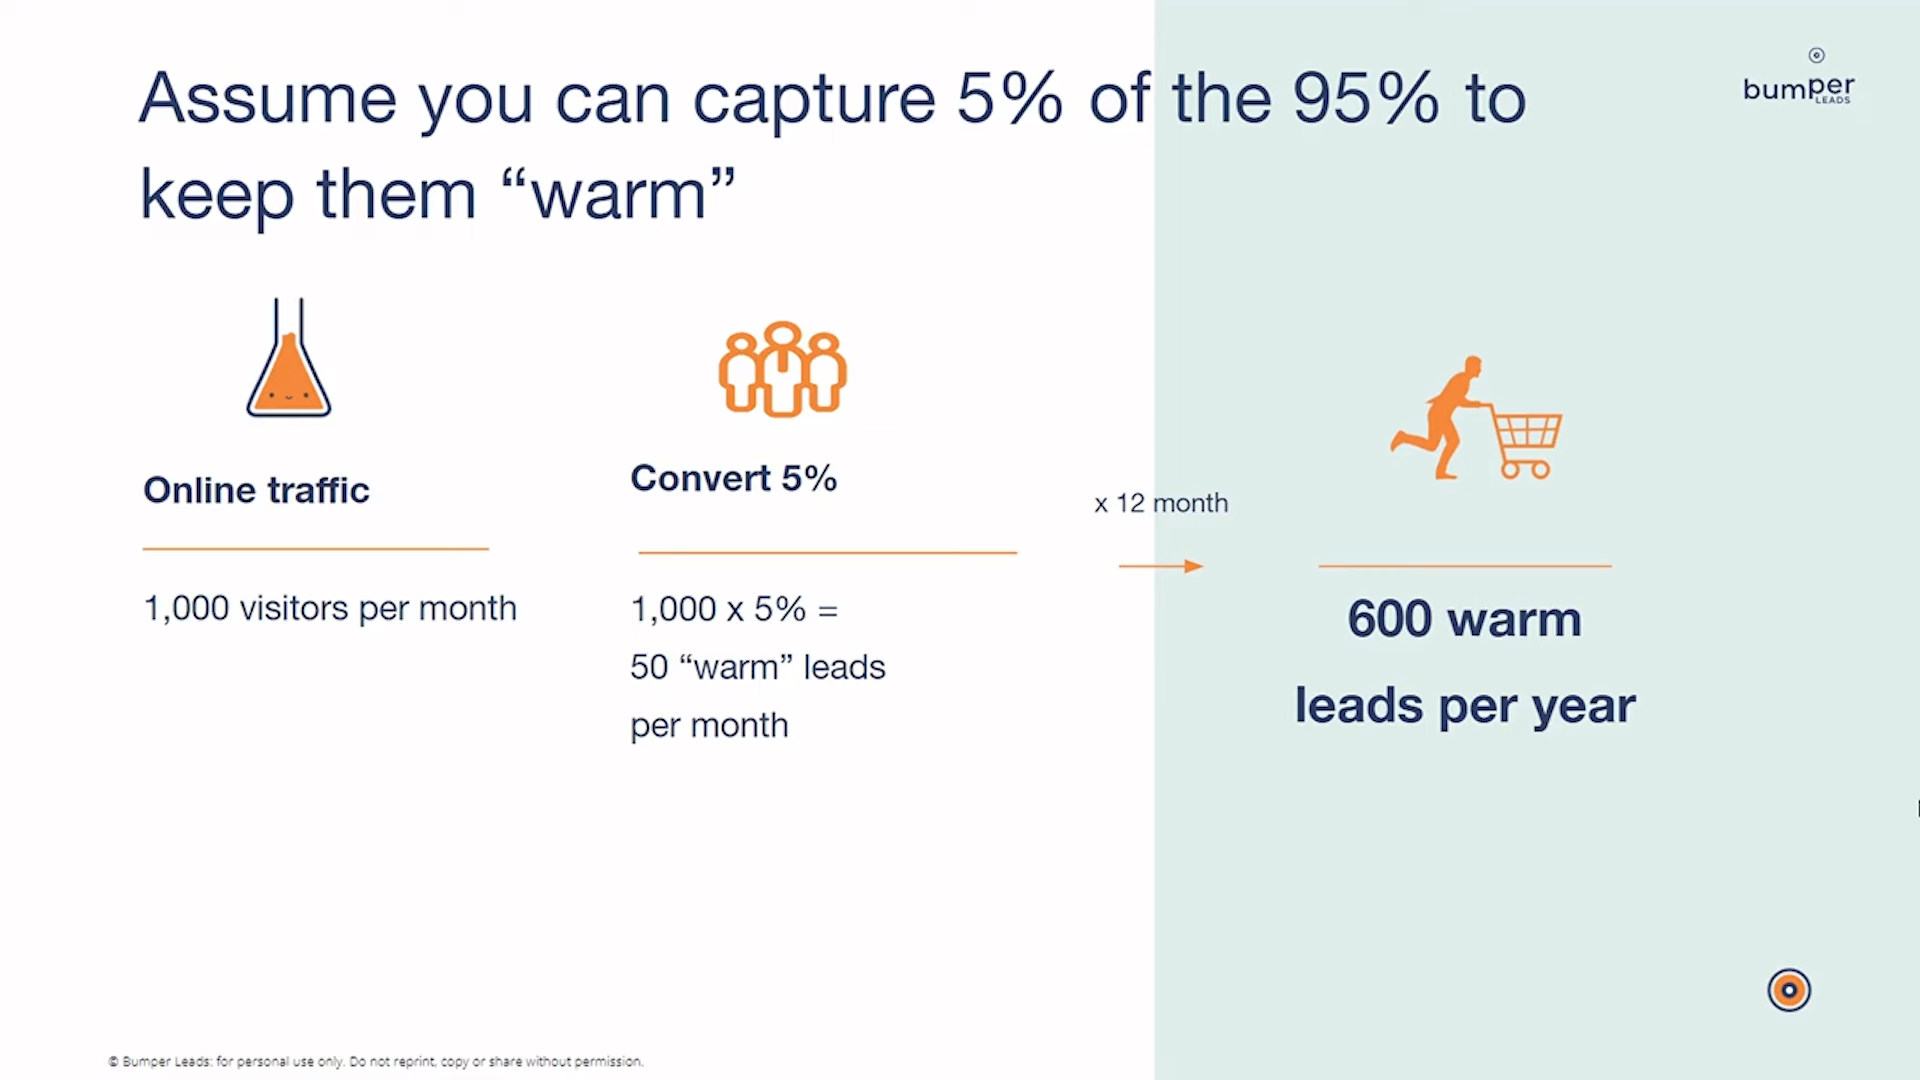 Assume you can capture 5% of the 95% to
keep them “warm”
bumper
LEADS
Online traffic
1,000 visitors per month
Convert 5%
1,000 x 5% =
50 “warm” leads
per month
x 12 month
600 warm
leads per year
© Bumper Leads: for personal use only. Do not reprint, copy or share without permission.